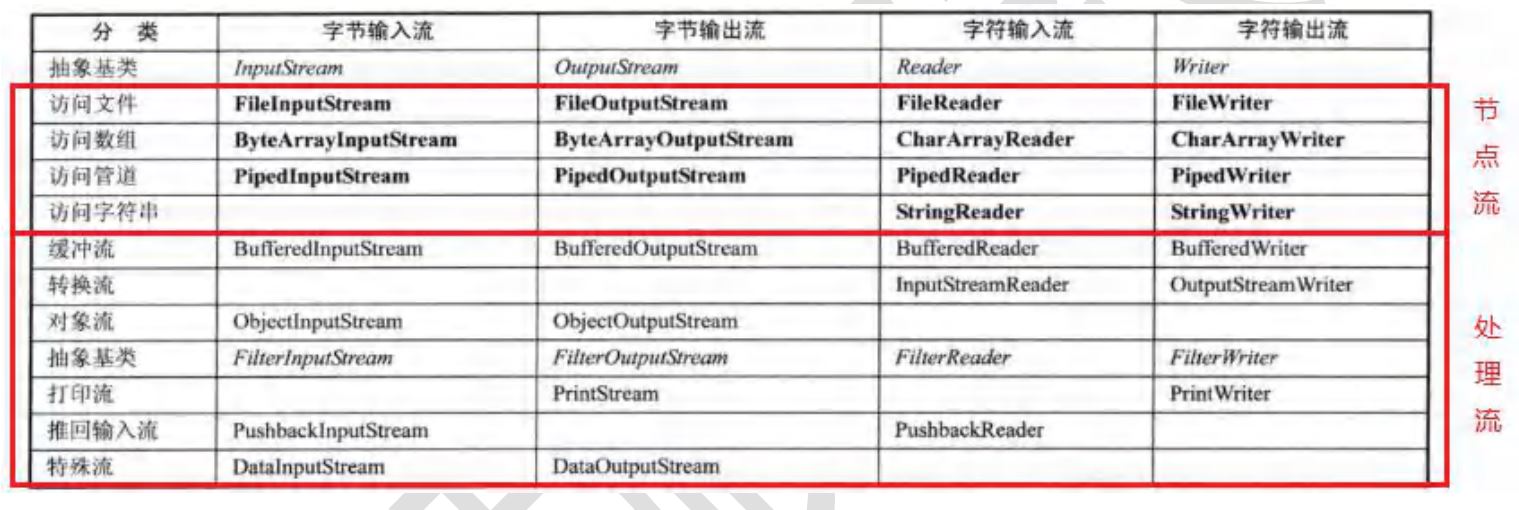 分 类 字节输入流 字节输出流 字符输入流 字符输出流
抽象基类 InputStream OutputStream Reader Writer
访问文件 FileInputStream FileOutputStream FileReader FileWriter
访问数组 ByteArrayInputStream ByteArrayOutputStream CharArrayReader CharArrayWriter
访问管道 PipedInputStream PipedOutputStream PipedReader PipedWriter
访问字符串 StringReader StringWriter
节点流
缓冲流 BufferedInputStream BufferedOutputStream BufferedReader BufferedWriter
转换流 InputStreamReader OutputStreamWriter
对象流 ObjectInputStream ObjectOutputStream
抽象基类 FilterInputStream FilterOutputStream FilterReader FilterWriter
打印流 PrintStream PrintWriter
推回输入流 PushbackInputStream PushbackReader
特殊流 DataInputStream DataOutputStream
处理流